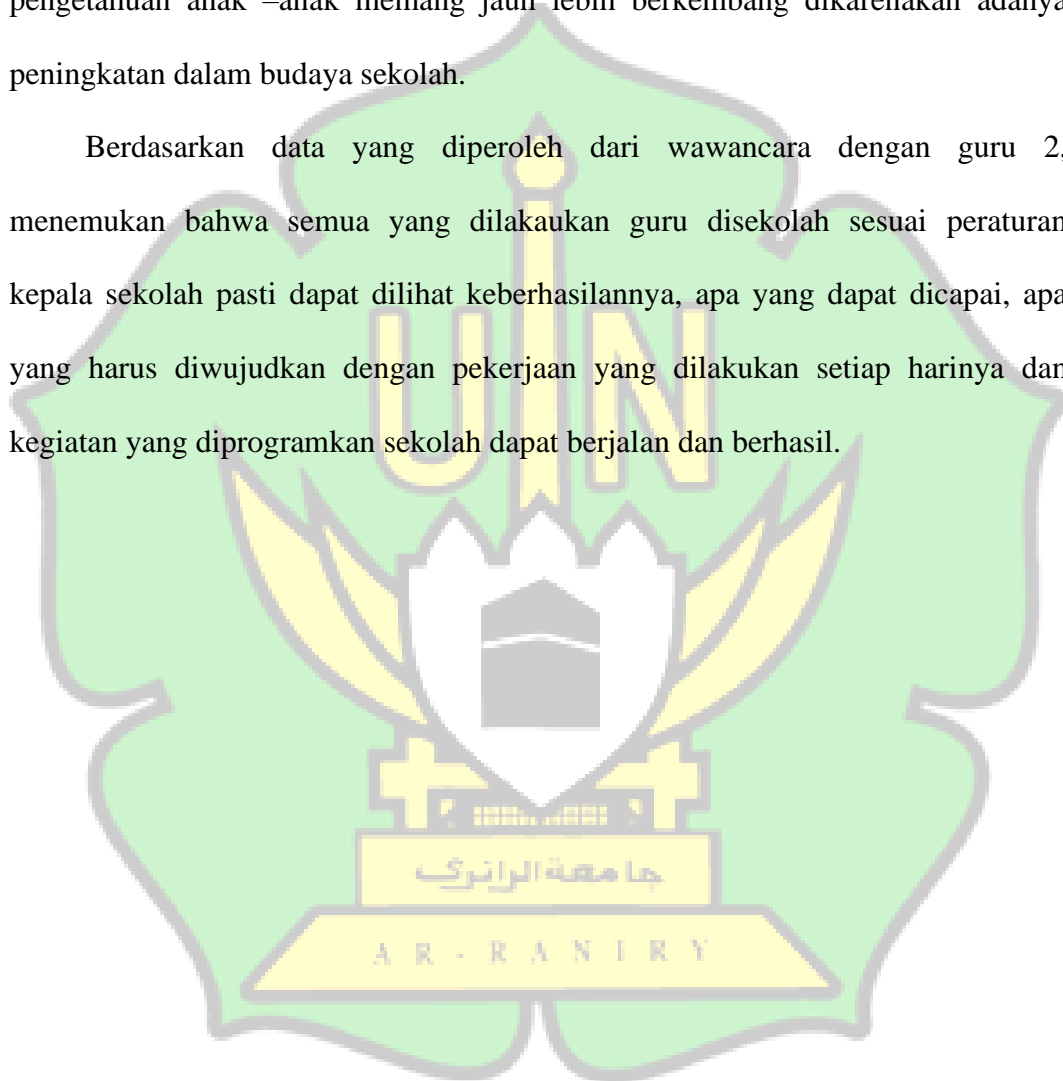 pengetahuan anak –anak memang jauh lebih berkembang dikarenakan adanya
peningkatan dalam budaya sekolah.
Berdasarkan data yang diperoleh dari wawancara dengan guru 2,
menemukan bahwa semua yang dilakaukan guru disekolah sesuai peraturan
kepala sekolah pasti dapat dilihat keberhasilannya, apa yang dapat dicapai, apa
yang harus diwujudkan dengan pekerjaan yang dilakukan setiap harinya dan
kegiatan yang diprogramkan sekolah dapat berjalan dan berhasil.
UIN
جامعة الرانري
AR-RANIRY